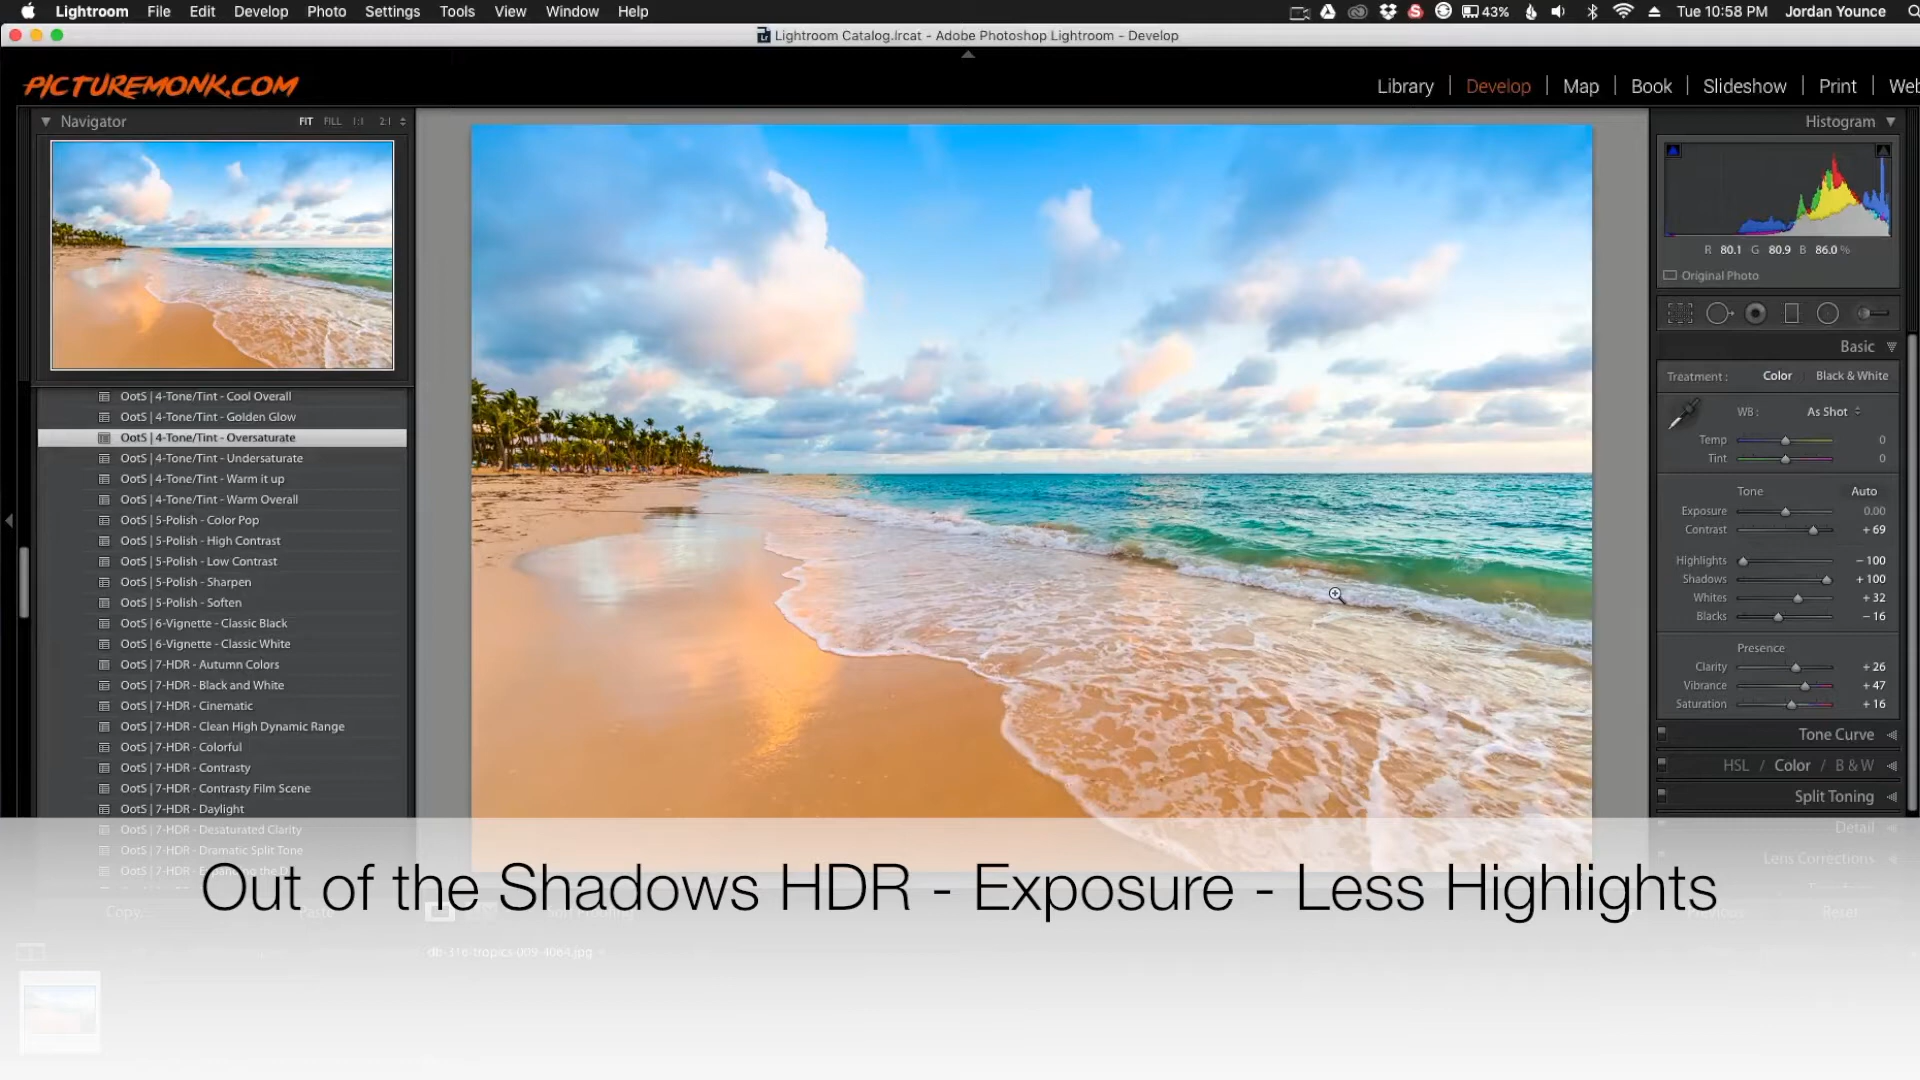 Lightroom File Edit Develop Photo Settings Tools View Window Help 43% Tue 10:58 PM Jordan Younce
Lightroom Catalog.lrcat - Adobe Photoshop Lightroom - Develop
PICTUREMONK.COM
Library Develop Map Book Slideshow Print Web
Navigator FIT FILL 1:1 2:1
Histogram
R 80.1 G 80.9 B 86.0 %
Original Photo
Basic
Treatment : Color Black & White
WB : As Shot
Temp 0
Tint 0
Tone Auto
Exposure 0.00
Contrast + 69
Highlights – 100
Shadows + 100
Whites + 32
Blacks – 16
Presence
Clarity + 26
Vibrance + 47
Saturation + 16
Tone Curve
HSL / Color / B & W
Split Toning
Detail
Lens Corrections
OotS | 4-Tone/Tint - Cool Overall
OotS | 4-Tone/Tint - Golden Glow
OotS | 4-Tone/Tint - Oversaturate
OotS | 4-Tone/Tint - Undersaturate
OotS | 4-Tone/Tint - Warm it up
OotS | 4-Tone/Tint - Warm Overall
OotS | 5-Polish - Color Pop
OotS | 5-Polish - High Contrast
OotS | 5-Polish - Low Contrast
OotS | 5-Polish - Sharpen
OotS | 5-Polish - Soften
OotS | 6-Vignette - Classic Black
OotS | 6-Vignette - Classic White
OotS | 7-HDR - Autumn Colors
OotS | 7-HDR - Black and White
OotS | 7-HDR - Cinematic
OotS | 7-HDR - Clean High Dynamic Range
OotS | 7-HDR - Colorful
OotS | 7-HDR - Contrasty
OotS | 7-HDR - Contrasty Film Scene
OotS | 7-HDR - Daylight
OotS | 7-HDR - Desaturated Clarity
OotS | 7-HDR - Dramatic Split Tone
Out of the Shadows HDR - Exposure - Less Highlights
Copy... Paste Previous Reset